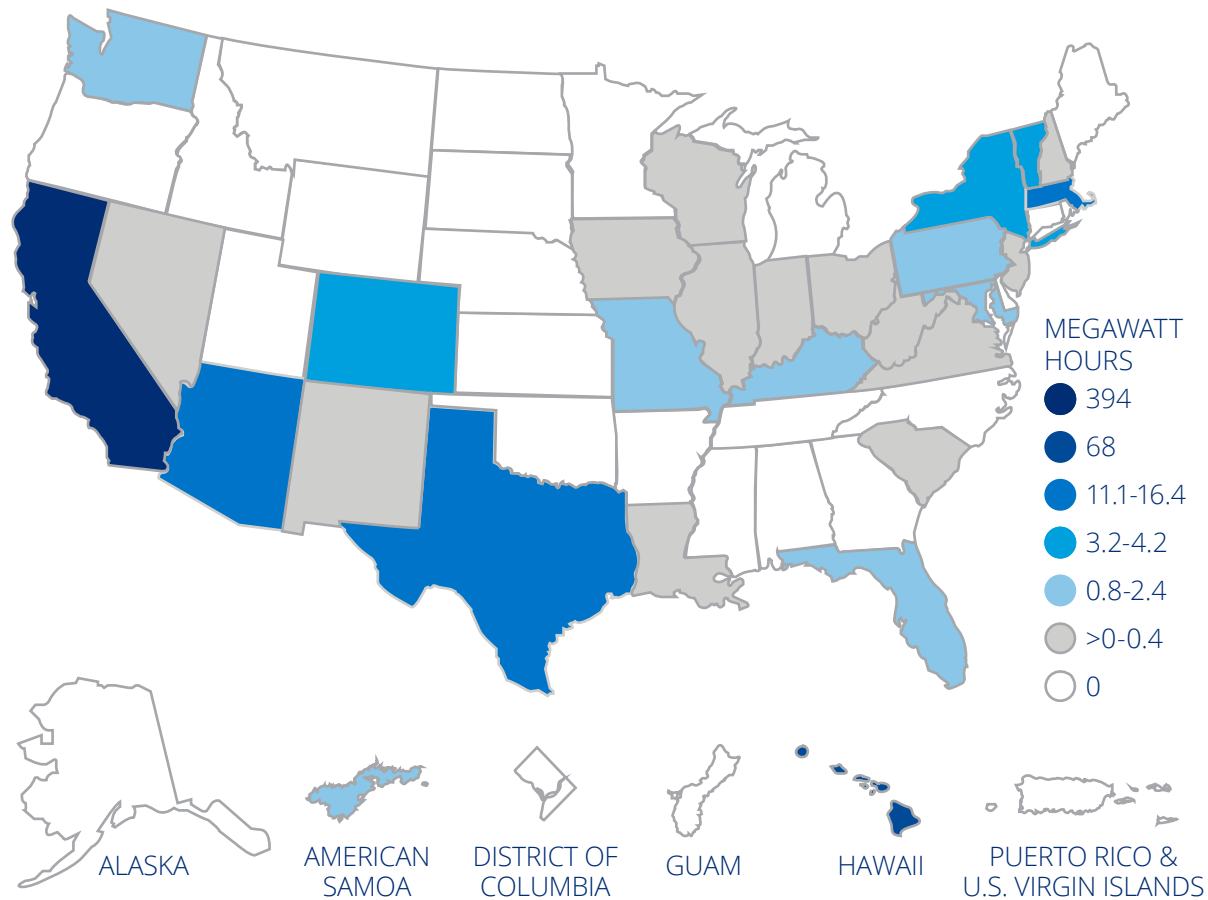 MEGAWATT
HOURS
394
68
11.1-16.4
3.2-4.2
0.8-2.4
>0-0.4
0
ALASKA
AMERICAN
SAMOA
DISTRICT OF
COLUMBIA
GUAM
HAWAII
PUERTO RICO &
U.S. VIRGIN ISLANDS